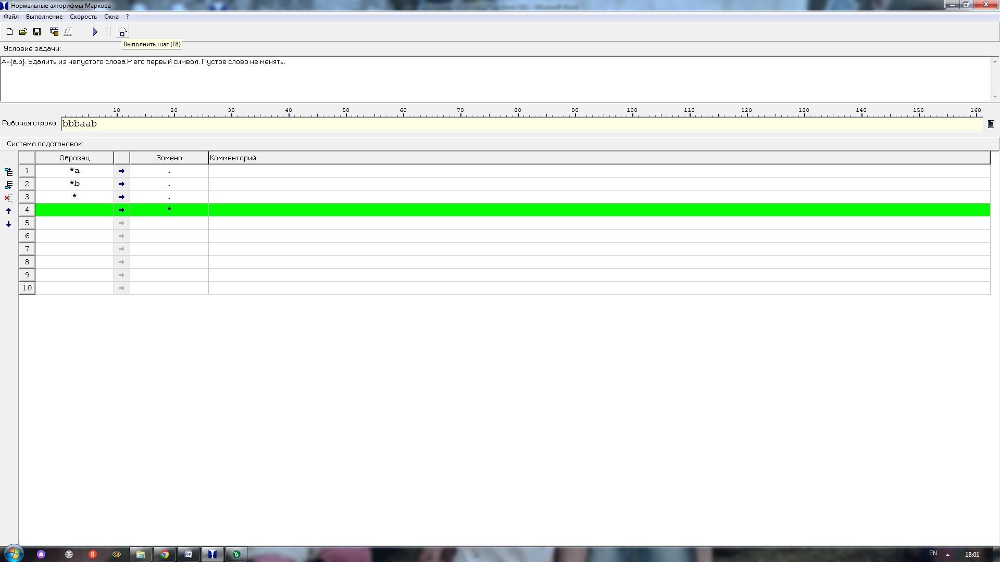 Нормальные алгорифмы Маркова
Файл Выполнение Скорость Окна ?
Выполнить шаг (F8)
Условие задачи:
A={a,b}. Удалить из непустого слова P его первый символ. Пустое слово не менять.
10 20 30 40 50 60 70 80 90 100 110 120 130 140 150 160
Рабочая строка bbbaab
Система подстановок:
Образец Замена Комментарий
1 *a → .
2 *b → .
3 * → .
4 → *
5 →
6 →
7 →
8 →
9 →
10 →
EN 18:01